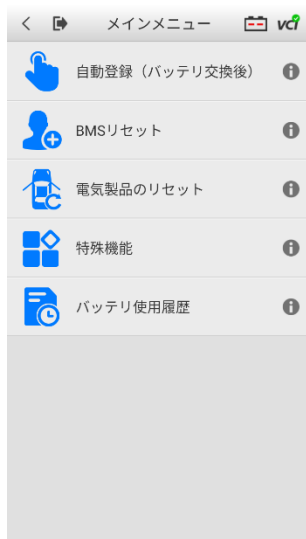 メインメニュー
VCI
自動登録（バッテリ交換後）
BMSリセット
電気製品のリセット
特殊機能
バッテリ使用履歴